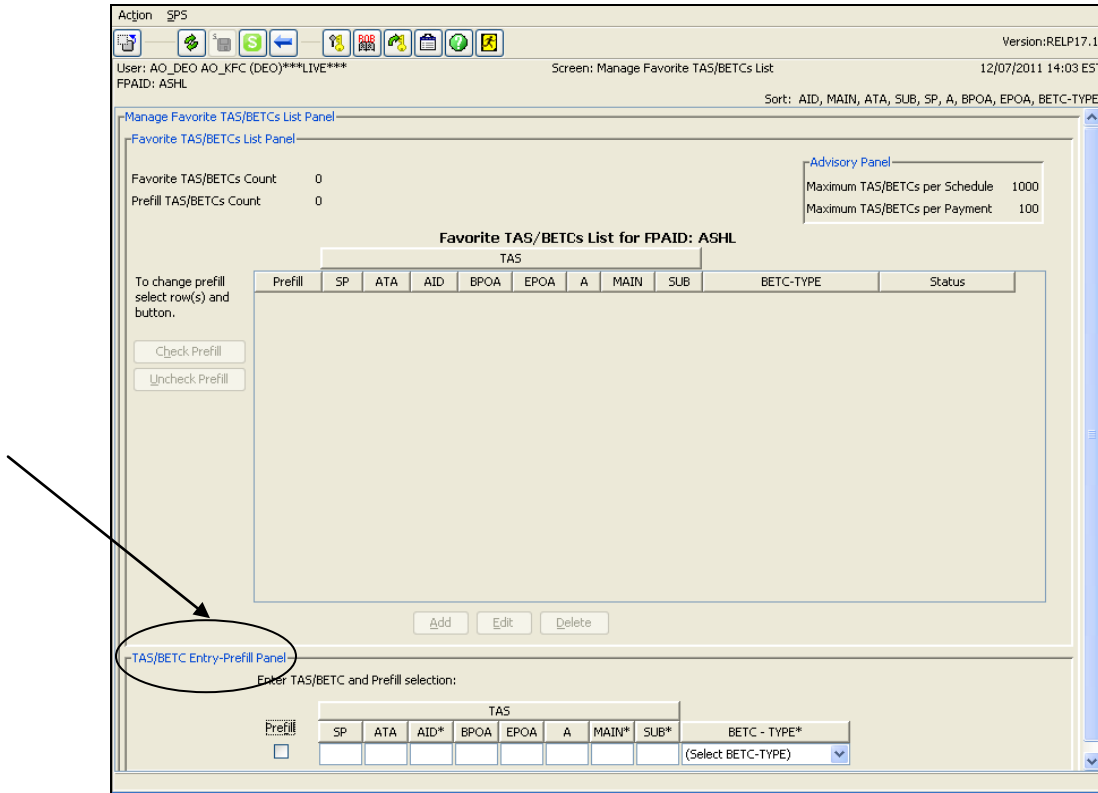 Action SPS
Version:RELP17.1
User: AO_DEO AO_KFC (DEO)***LIVE*** Screen: Manage Favorite TAS/BETCs List 12/07/2011 14:03 EST
FPAID: ASHL
Sort: AID, MAIN, ATA, SUB, SP, A, BPOA, EPOA, BETC-TYPE
Manage Favorite TAS/BETCs List Panel
Favorite TAS/BETCs List Panel
Advisory Panel
Favorite TAS/BETCs Count 0
Maximum TAS/BETCs per Schedule 1000
Prefill TAS/BETCs Count 0
Maximum TAS/BETCs per Payment 100
Favorite TAS/BETCs List for FPAID: ASHL
TAS
To change prefill
select row(s) and
button.
Prefill SP ATA AID BPOA EPOA A MAIN SUB BETC-TYPE Status
Check Prefill
Uncheck Prefill
Add Edit Delete
TAS/BETC Entry-Prefill Panel
Enter TAS/BETC and Prefill selection:
TAS
Prefill SP ATA AID* BPOA EPOA A MAIN* SUB* BETC - TYPE*
(Select BETC-TYPE)